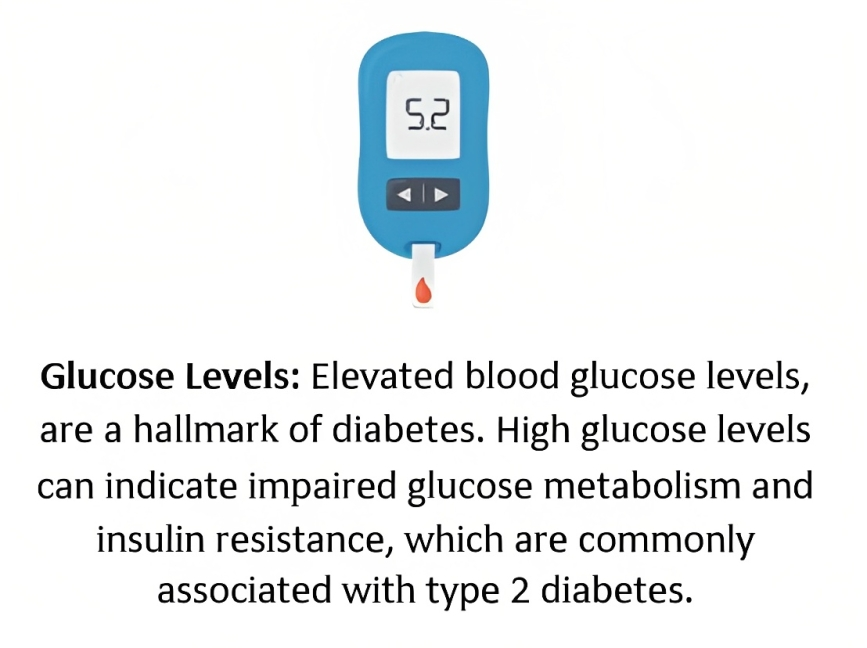 5.2
Glucose Levels: Elevated blood glucose levels,
are a hallmark of diabetes. High glucose levels
can indicate impaired glucose metabolism and
insulin resistance, which are commonly
associated with type 2 diabetes.